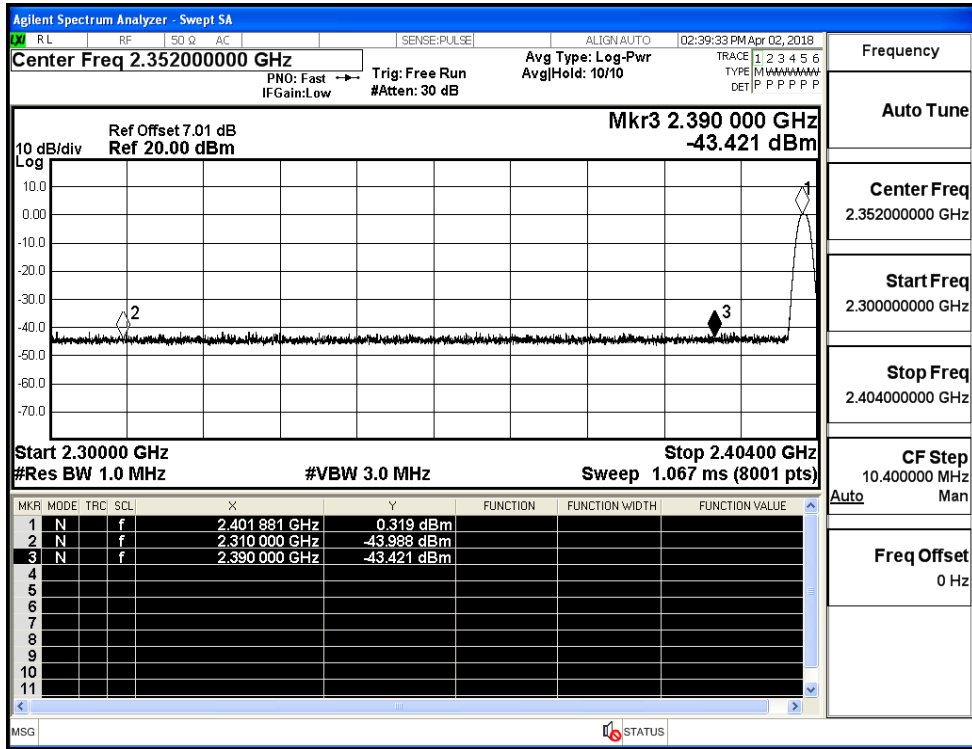 Agilent Spectrum Analyzer - Swept SA
LXI RL RF 50 Ω AC SENSE:PULSE ALIGN AUTO 02:39:33 PM Apr 02, 2018
Center Freq 2.352000000 GHz
PNO: Fast
IFGain:Low
Trig: Free Run
#Atten: 30 dB
Avg Type: Log-Pwr
Avg|Hold: 10/10
TRACE 1 2 3 4 5 6
TYPE M WWWWW
DET P P P P P P
Mkr3 2.390 000 GHz
-43.421 dBm
Ref Offset 7.01 dB
10 dB/div Ref 20.00 dBm
Log
10.0
0.00
-10.0
-20.0
-30.0
-40.0
-50.0
-60.0
-70.0
1
2
3
Start 2.30000 GHz Stop 2.40400 GHz
#Res BW 1.0 MHz #VBW 3.0 MHz Sweep 1.067 ms (8001 pts)
MKR MODE TRC SCL X Y FUNCTION FUNCTION WIDTH FUNCTION VALUE
1 N f 2.401 881 GHz 0.319 dBm
2 N f 2.310 000 GHz -43.988 dBm
3 N f 2.390 000 GHz -43.421 dBm
4
5
6
7
8
9
10
11
MSG STATUS
Frequency
Auto Tune
Center Freq
2.352000000 GHz
Start Freq
2.300000000 GHz
Stop Freq
2.404000000 GHz
CF Step
10.400000 MHz
Auto Man
Freq Offset
0 Hz